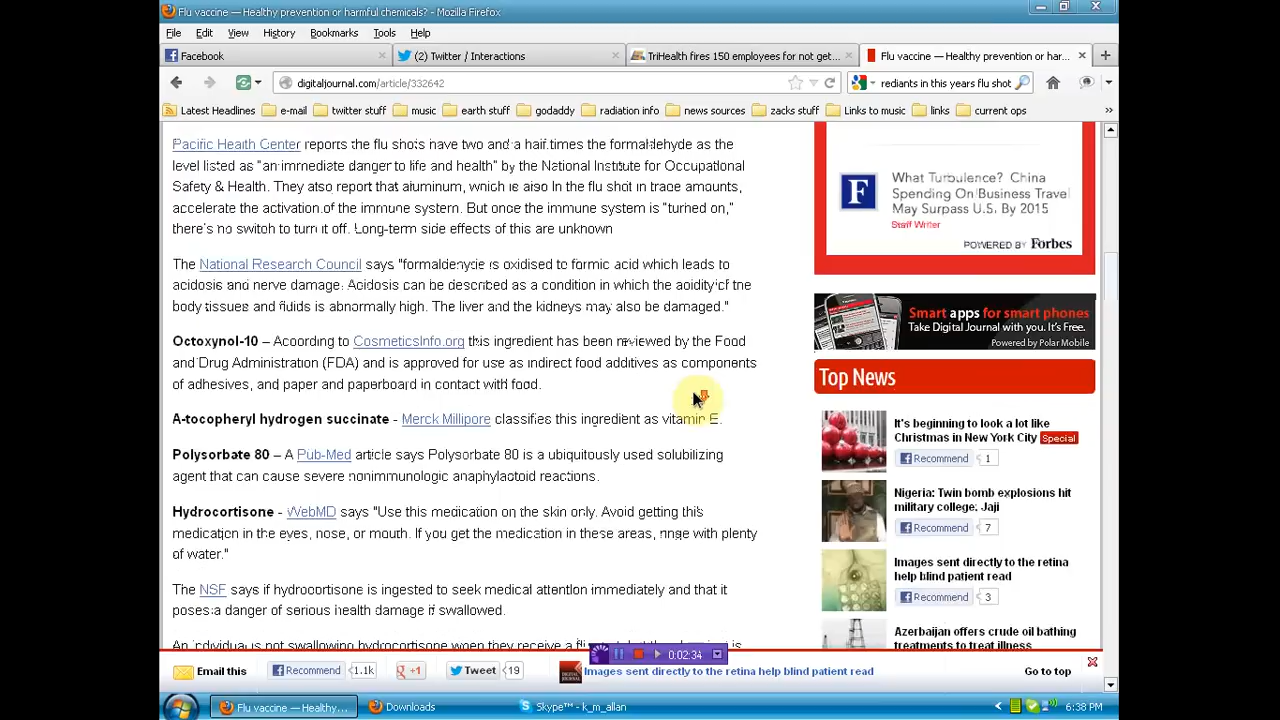 Flu vaccine — Healthy prevention or harmful chemicals? - Mozilla Firefox
File Edit View History Bookmarks Tools Help
Facebook
(2) Twitter / Interactions
TriHealth fires 150 employees for not get...
Flu vaccine — Healthy prevention or har...
digitaljournal.com/article/332642
rediants in this years flu shot
Latest Headlines e-mail twitter stuff music earth stuff godaddy radiation info news sources zacks stuff Links to music links current ops
Pacific Health Center reports the flu shots have two and a half times the formaldehyde as the
level listed as "an immediate danger to life and health" by the National Institute for Occupational
Safety & Health. They also report that aluminum, which is also in the flu shot in trace amounts,
accelerate the activation of the immune system. But once the immune system is "turned on,"
there's no switch to turn it off. Long-term side effects of this are unknown
The National Research Council says "formaldehyde is oxidised to formic acid which leads to
acidosis and nerve damage. Acidosis can be described as a condition in which the acidity of the
body tissues and fluids is abnormally high. The liver and the kidneys may also be damaged."
Octoxynol-10 – According to CosmeticsInfo.org this ingredient has been reviewed by the Food
and Drug Administration (FDA) and is approved for use as indirect food additives as components
of adhesives, and paper and paperboard in contact with food.
A-tocopheryl hydrogen succinate - Merck Millipore classifies this ingredient as vitamin E.
Polysorbate 80 – A Pub-Med article says Polysorbate 80 is a ubiquitously used solubilizing
agent that can cause severe nonimmunologic anaphylactoid reactions.
Hydrocortisone - WebMD says "Use this medication on the skin only. Avoid getting this
medication in the eyes, nose, or mouth. If you get the medication in these areas, rinse with plenty
of water."
The NSF says if hydrocortisone is ingested to seek medical attention immediately and that it
poses a danger of serious health damage if swallowed.
An individual is not swallowing hydrocortisone when they receive a flu
F
What Turbulence? China
Spending On Business Travel
May Surpass U.S. By 2015
Staff Writer
POWERED BY Forbes
Smart apps for smart phones
Take Digital Journal with you. It's Free.
Powered by Polar Mobile
Top News
It's beginning to look a lot like
Christmas in New York City Special
Recommend 1
Nigeria: Twin bomb explosions hit
military college, Jaji
Recommend 7
Images sent directly to the retina
help blind patient read
Recommend 3
Azerbaijan offers crude oil bathing
treatments to treat illness
0:02:34
Email this
Recommend 1.1k
+1
Tweet 19
Images sent directly to the retina help blind patient read
Go to top
Flu vaccine — Healthy...
Downloads
Skype™ - k_m_allan
6:38 PM